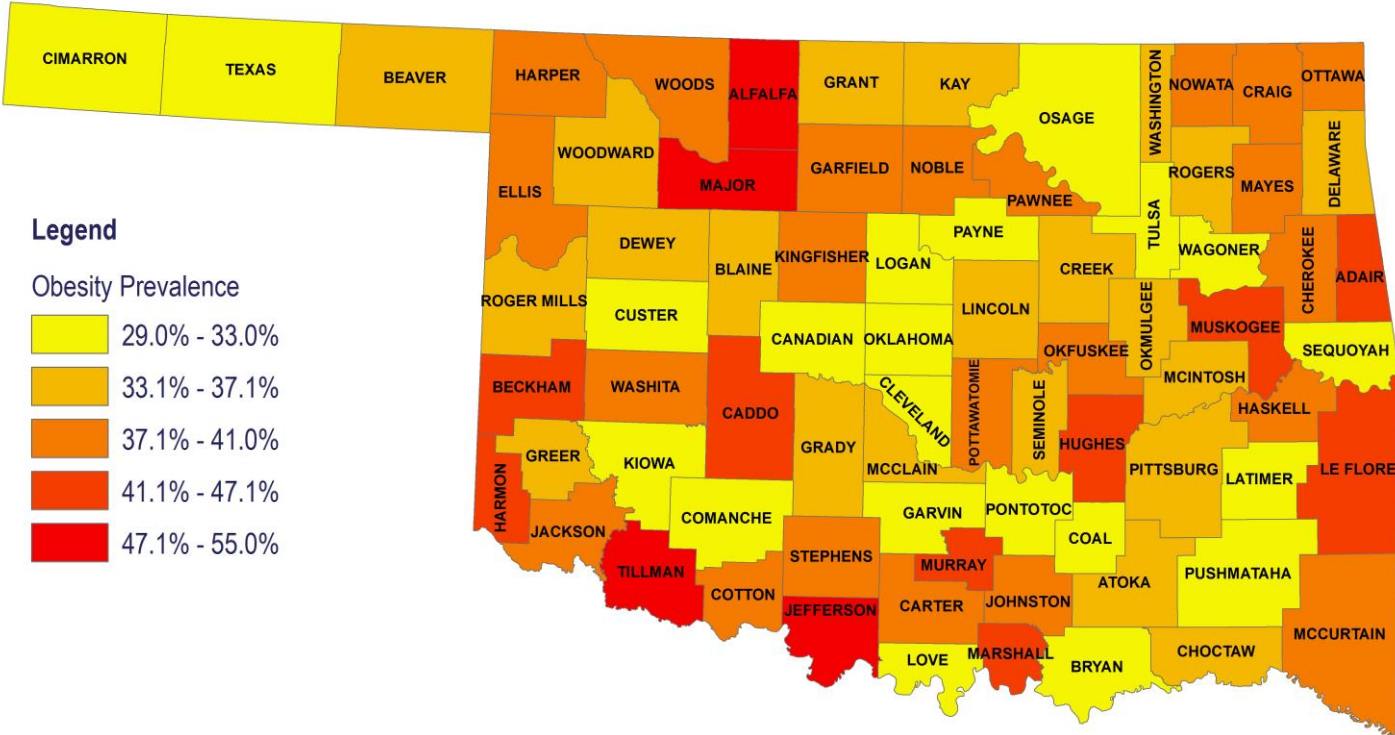 CIMARRON
TEXAS
BEAVER
HARPER
WOODS
ALFALFA
GRANT
KAY
OSAGE
WASHINGTON
NOWATA
CRAIG
OTTAWA
WOODWARD
ELLIS
MAJOR
GARFIELD
NOBLE
PAWNEE
ROGERS
MAYES
DELAWARE
Legend
Obesity Prevalence
29.0% - 33.0%
33.1% - 37.1%
37.1% - 41.0%
41.1% - 47.1%
47.1% - 55.0%
DEWEY
BLAINE
KINGFISHER
LOGAN
PAYNE
CREEK
TULSA
WAGONER
CHEROKEE
ADAIR
ROGER MILLS
CUSTER
CANADIAN
OKLAHOMA
LINCOLN
OKMULGEE
MUSKOGEE
SEQUOYAH
BECKHAM
WASHITA
CADDO
CLEVELAND
POTTAWATOMIE
OKFUSKEE
SEMINOLE
MCINTOSH
HASKELL
HARMON
GREER
KIOWA
GRADY
MCCLAIN
HUGHES
PITTSBURG
LATIMER
LE FLORE
JACKSON
COMANCHE
GARVIN
PONTOTOC
COAL
TILLMAN
COTTON
STEPHENS
MURRAY
JOHNSTON
ATOKA
PUSHMATAHA
JEFFERSON
CARTER
MCCURTAIN
LOVE
MARSHALL
BRYAN
CHOCTAW